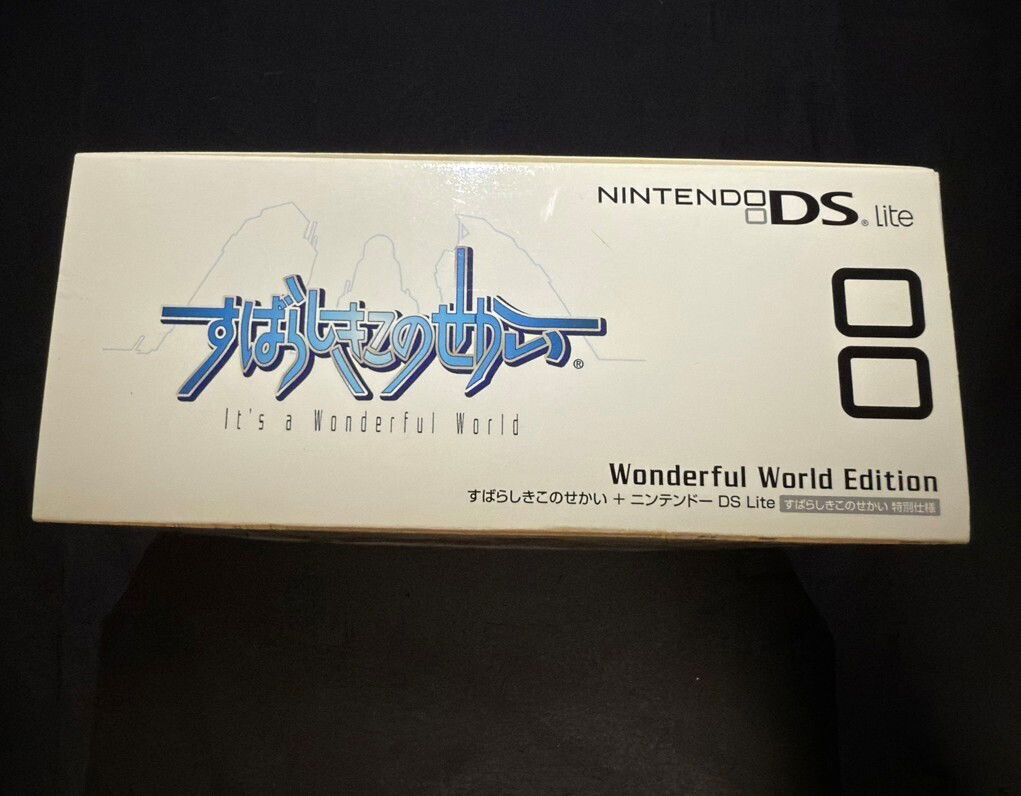 NINTENDO DS® Lite
すばらしきこのせかい®
It's a Wonderful World
Wonderful World Edition
すばらしきこのせかい + ニンテンドー DS Lite すばらしきこのせかい 特別仕様